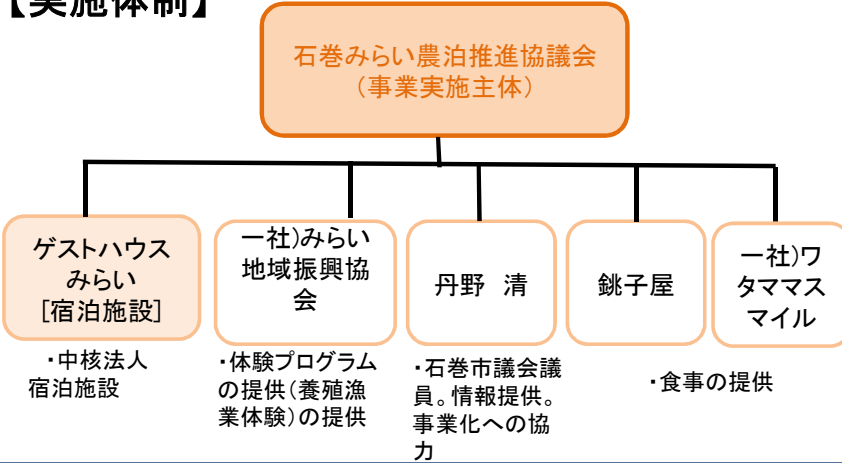 【実施体制】
石巻みらい農泊推進協議会
（事業実施主体）
ゲストハウス
みらい
[宿泊施設]
一社)みらい
地域振興協
会
丹野　清
銚子屋
一社)ワ
タママス
マイル
・中核法人
宿泊施設
・体験プログラム
の提供（養殖漁
業体験）の提供
・石巻市議会議
員。情報提供。
事業化への協
力
・食事の提供